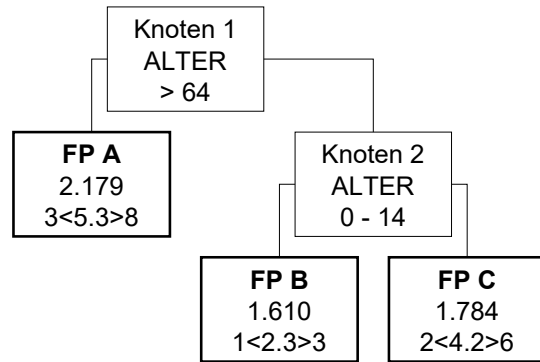 Knoten 1
ALTER
> 64
FP A
2.179
3<5.3>8
Knoten 2
ALTER
0 - 14
FP B
1.610
1<2.3>3
FP C
1.784
2<4.2>6